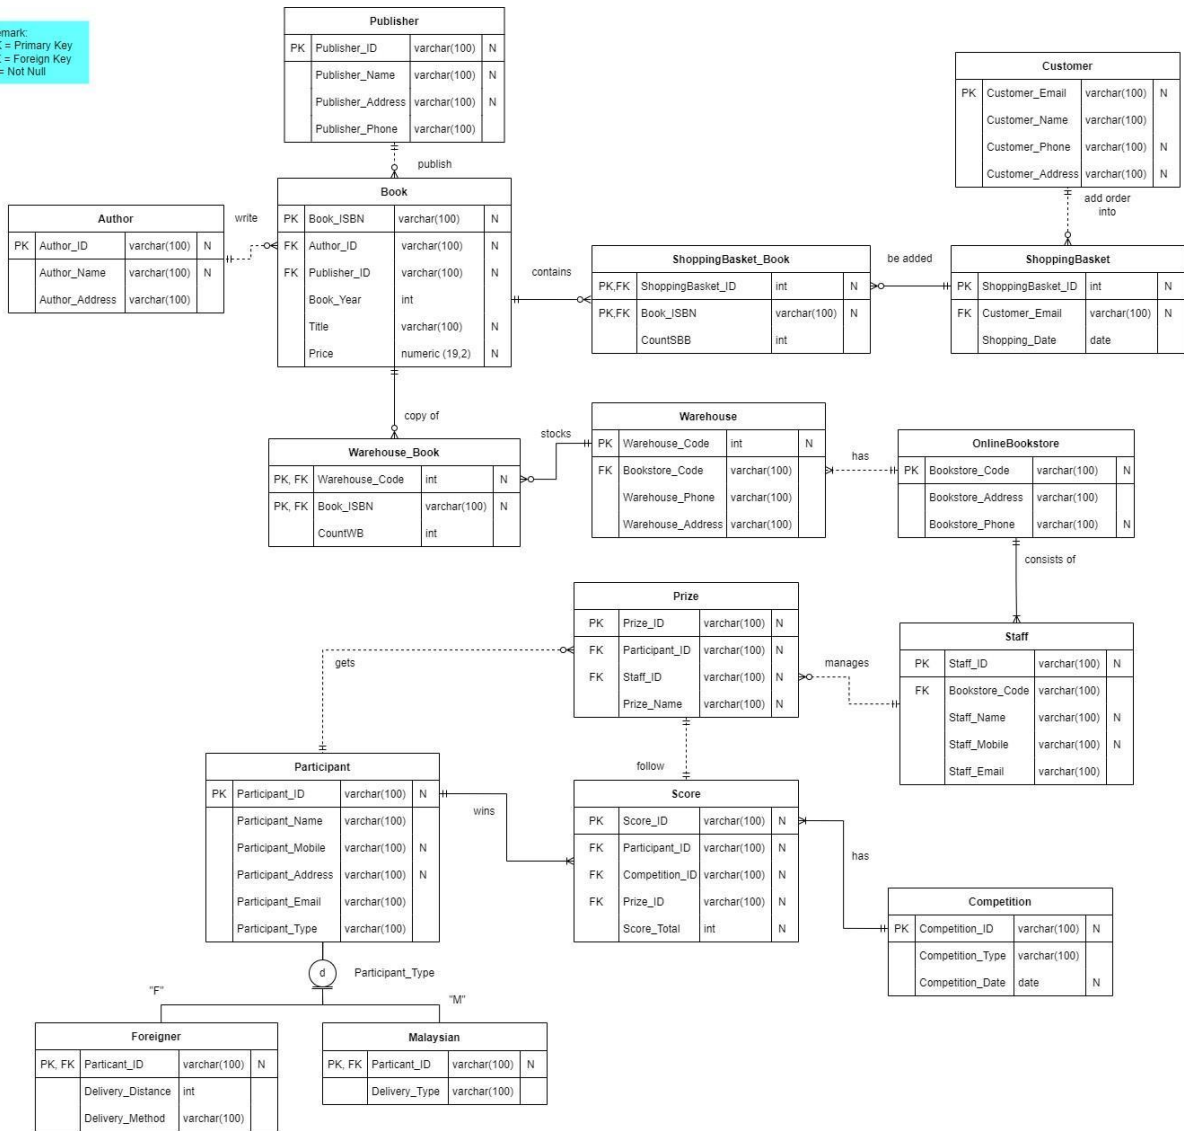 emark:
= Primary Key
= Foreign Key
= Not Null
Publisher
PK Publisher_ID varchar(100) N
Publisher_Name varchar(100) N
Publisher_Address varchar(100) N
Publisher_Phone varchar(100)
publish
Customer
PK Customer_Email varchar(100) N
Customer_Name varchar(100)
Customer_Phone varchar(100) N
Customer_Address varchar(100) N
add order
into
Author
PK Author_ID varchar(100) N
Author_Name varchar(100) N
Author_Address varchar(100)
write
Book
PK Book_ISBN varchar(100) N
FK Author_ID varchar(100) N
FK Publisher_ID varchar(100) N
Book_Year int
Title varchar(100) N
Price numeric (19,2) N
contains
ShoppingBasket_Book
PK,FK ShoppingBasket_ID int N
PK,FK Book_ISBN varchar(100) N
CountSBB int
be added
ShoppingBasket
PK ShoppingBasket_ID int N
FK Customer_Email varchar(100) N
Shopping_Date date
copy of
Warehouse_Book
PK, FK Warehouse_Code int N
PK, FK Book_ISBN varchar(100) N
CountWB int
stocks
Warehouse
PK Warehouse_Code int N
FK Bookstore_Code varchar(100)
Warehouse_Phone varchar(100)
Warehouse_Address varchar(100)
has
OnlineBookstore
PK Bookstore_Code varchar(100) N
Bookstore_Address varchar(100)
Bookstore_Phone varchar(100) N
consists of
Prize
PK Prize_ID varchar(100) N
FK Participant_ID varchar(100) N
FK Staff_ID varchar(100) N
Prize_Name varchar(100) N
gets
manages
Staff
PK Staff_ID varchar(100) N
FK Bookstore_Code varchar(100)
Staff_Name varchar(100) N
Staff_Mobile varchar(100) N
Staff_Email varchar(100)
follow
Participant
PK Participant_ID varchar(100) N
Participant_Name varchar(100)
Participant_Mobile varchar(100) N
Participant_Address varchar(100) N
Participant_Email varchar(100)
Participant_Type varchar(100)
wins
Score
PK Score_ID varchar(100) N
FK Participant_ID varchar(100) N
FK Competition_ID varchar(100) N
FK Prize_ID varchar(100) N
Score_Total int N
has
Competition
PK Competition_ID varchar(100) N
Competition_Type varchar(100)
Competition_Date date N
d Participant_Type
"F"
"M"
Foreigner
PK, FK Particant_ID varchar(100) N
Delivery_Distance int
Delivery_Method varchar(100)
Malaysian
PK, FK Particant_ID varchar(100) N
Delivery_Type varchar(100)